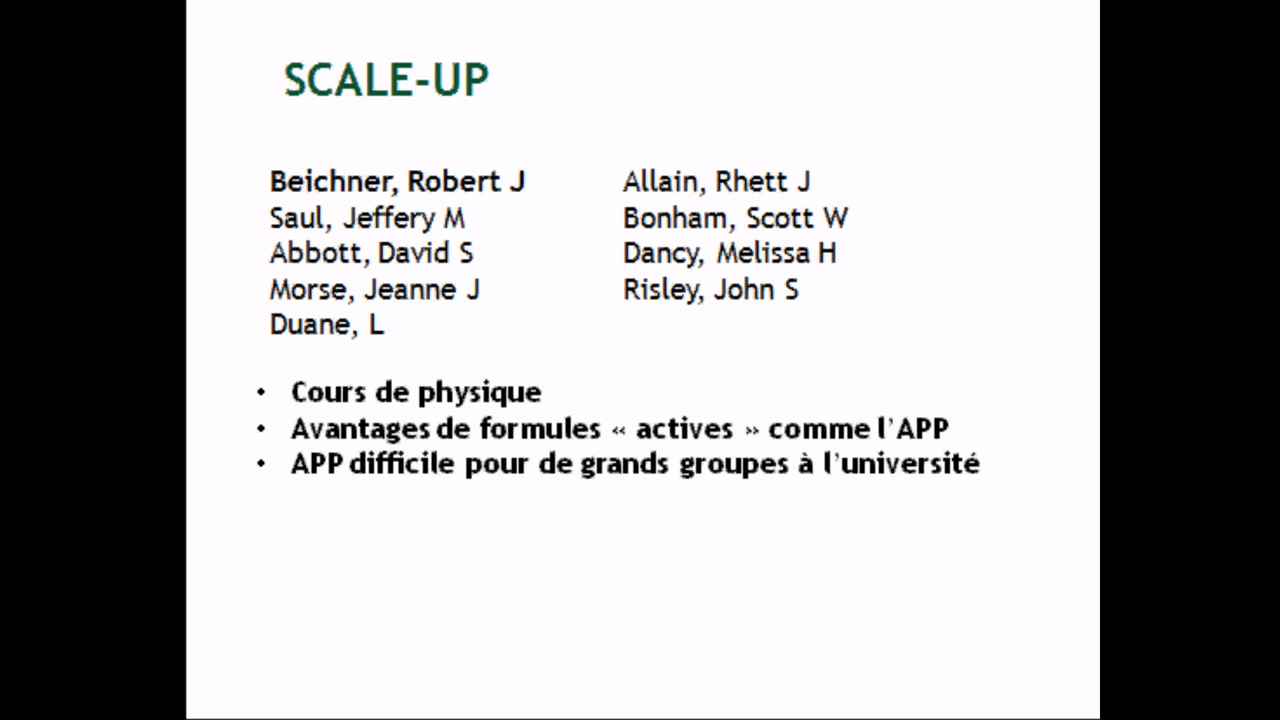 SCALE-UP
Beichner, Robert J
Saul, Jeffery M
Abbott, David S
Morse, Jeanne J
Duane, L
Allain, Rhett J
Bonham, Scott W
Dancy, Melissa H
Risley, John S
• Cours de physique
• Avantages de formules « actives » comme l'APP
• APP difficile pour de grands groupes à l'université